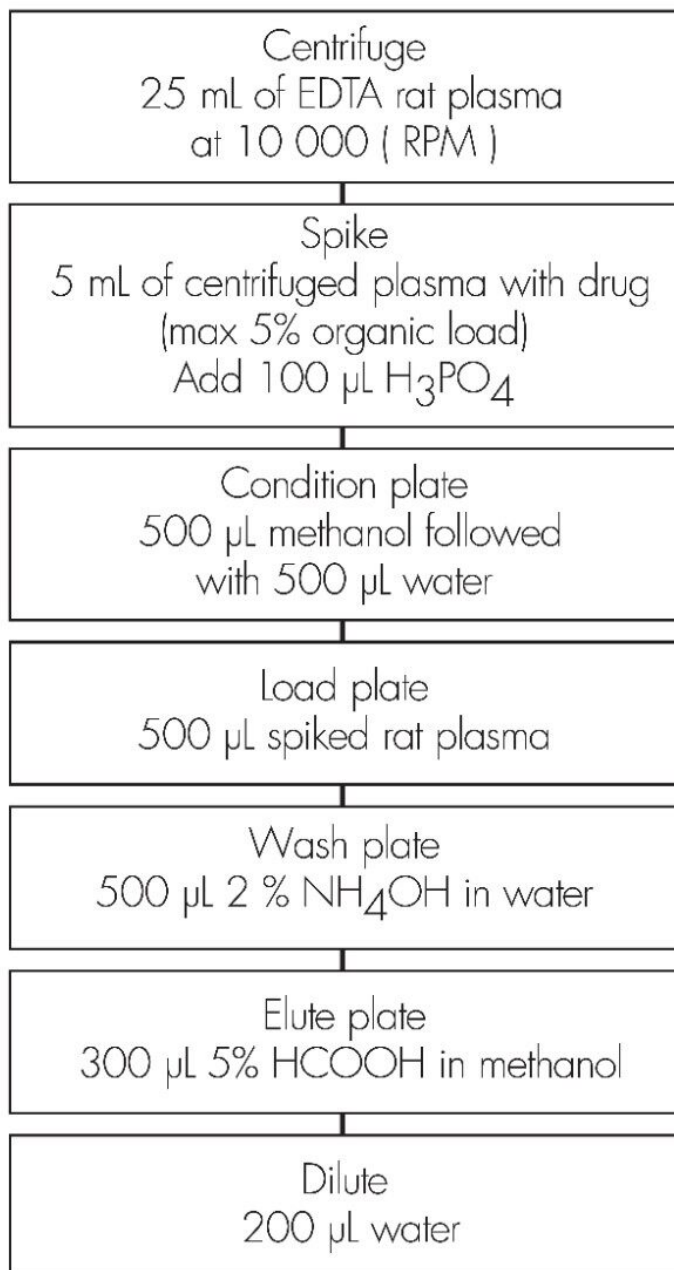 Centrifuge
25 mL of EDTA rat plasma
at 10 000 ( RPM )
Spike
5 mL of centrifuged plasma with drug
(max 5% organic load)
Add 100 µL H₃PO₄
Condition plate
500 µL methanol followed
with 500 µL water
Load plate
500 µL spiked rat plasma
Wash plate
500 µL 2 % NH₄OH in water
Elute plate
300 µL 5% HCOOH in methanol
Dilute
200 µL water